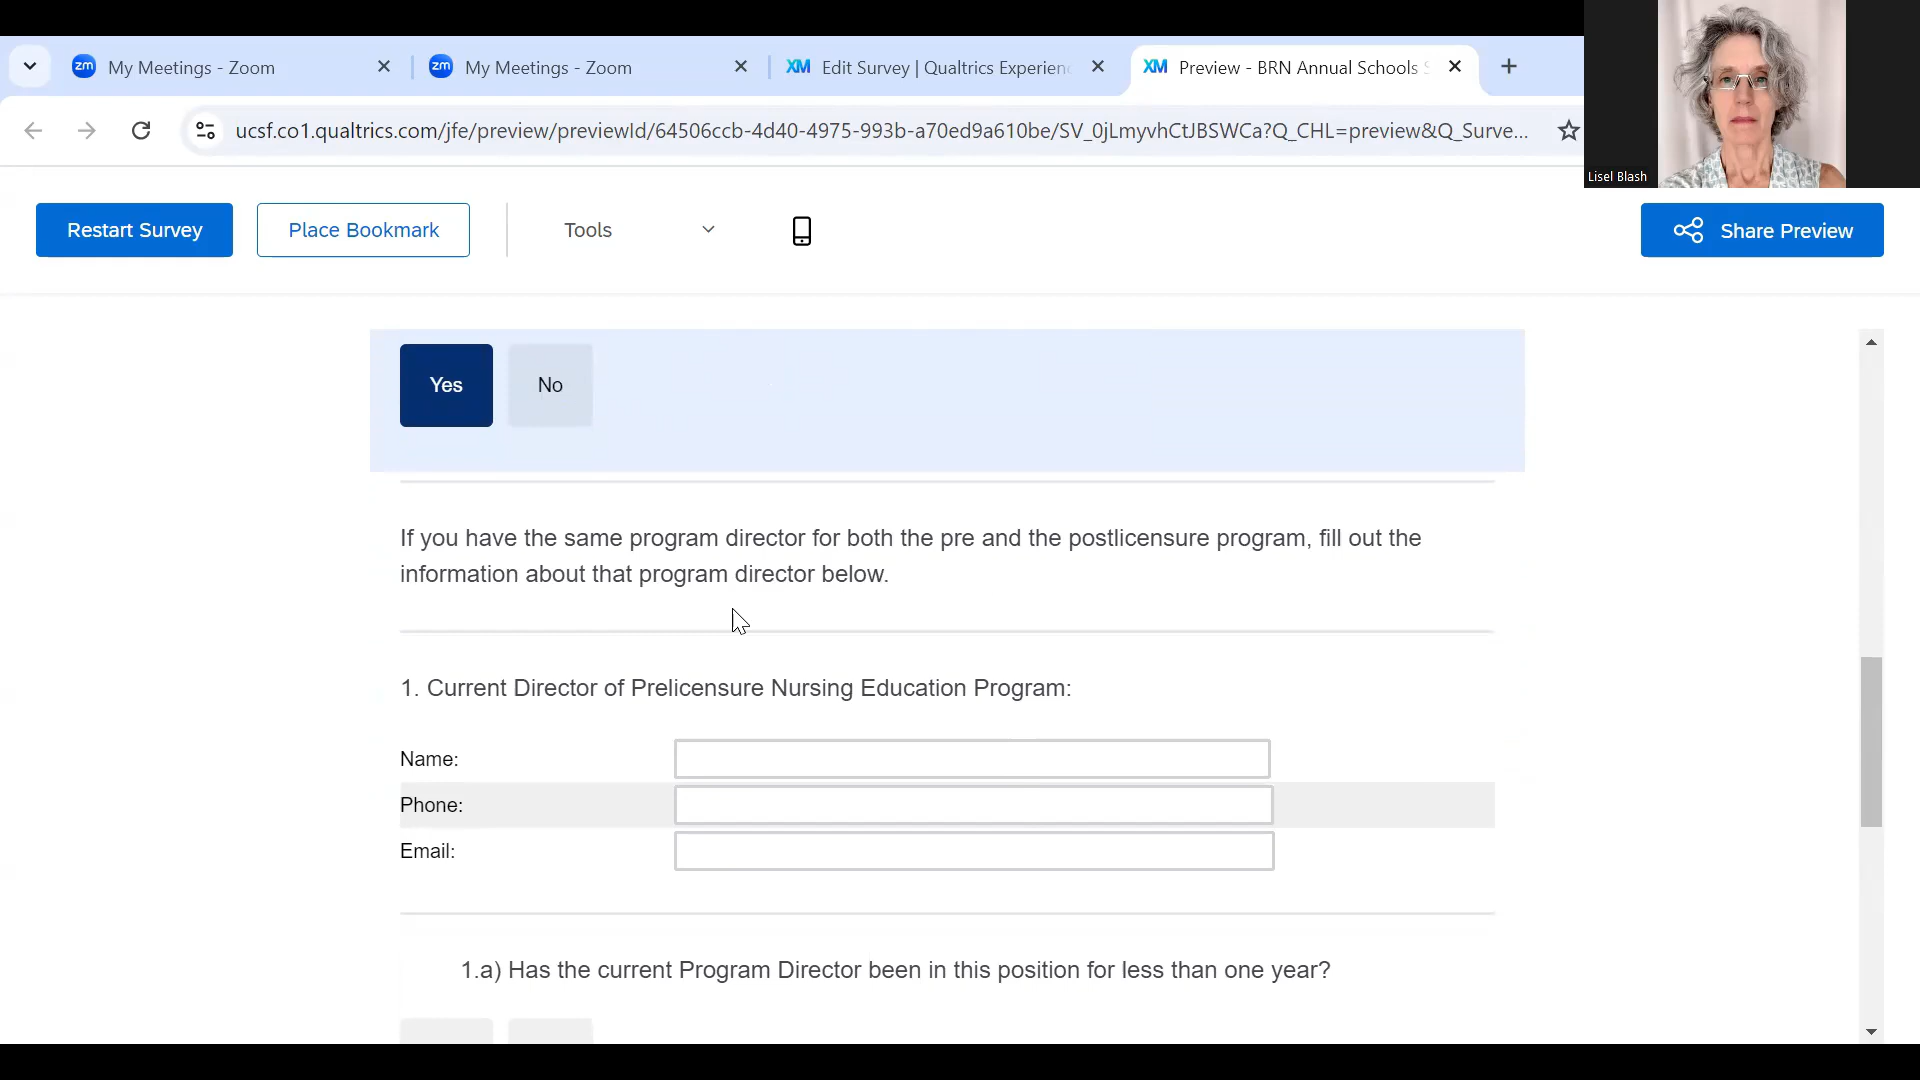 My Meetings - Zoom
My Meetings - Zoom
Edit Survey | Qualtrics Experien
Preview - BRN Annual Schools
ucsf.co1.qualtrics.com/jfe/preview/previewId/64506ccb-4d40-4975-993b-a70ed9a610be/SV_0jLmyvhCtJBSWCa?Q_CHL=preview&Q_Surve...
Lisel Blash
Restart Survey
Place Bookmark
Tools
Share Preview
Yes
No
If you have the same program director for both the pre and the postlicensure program, fill out the
information about that program director below.
1. Current Director of Prelicensure Nursing Education Program:
Name:
Phone:
Email:
1.a) Has the current Program Director been in this position for less than one year?